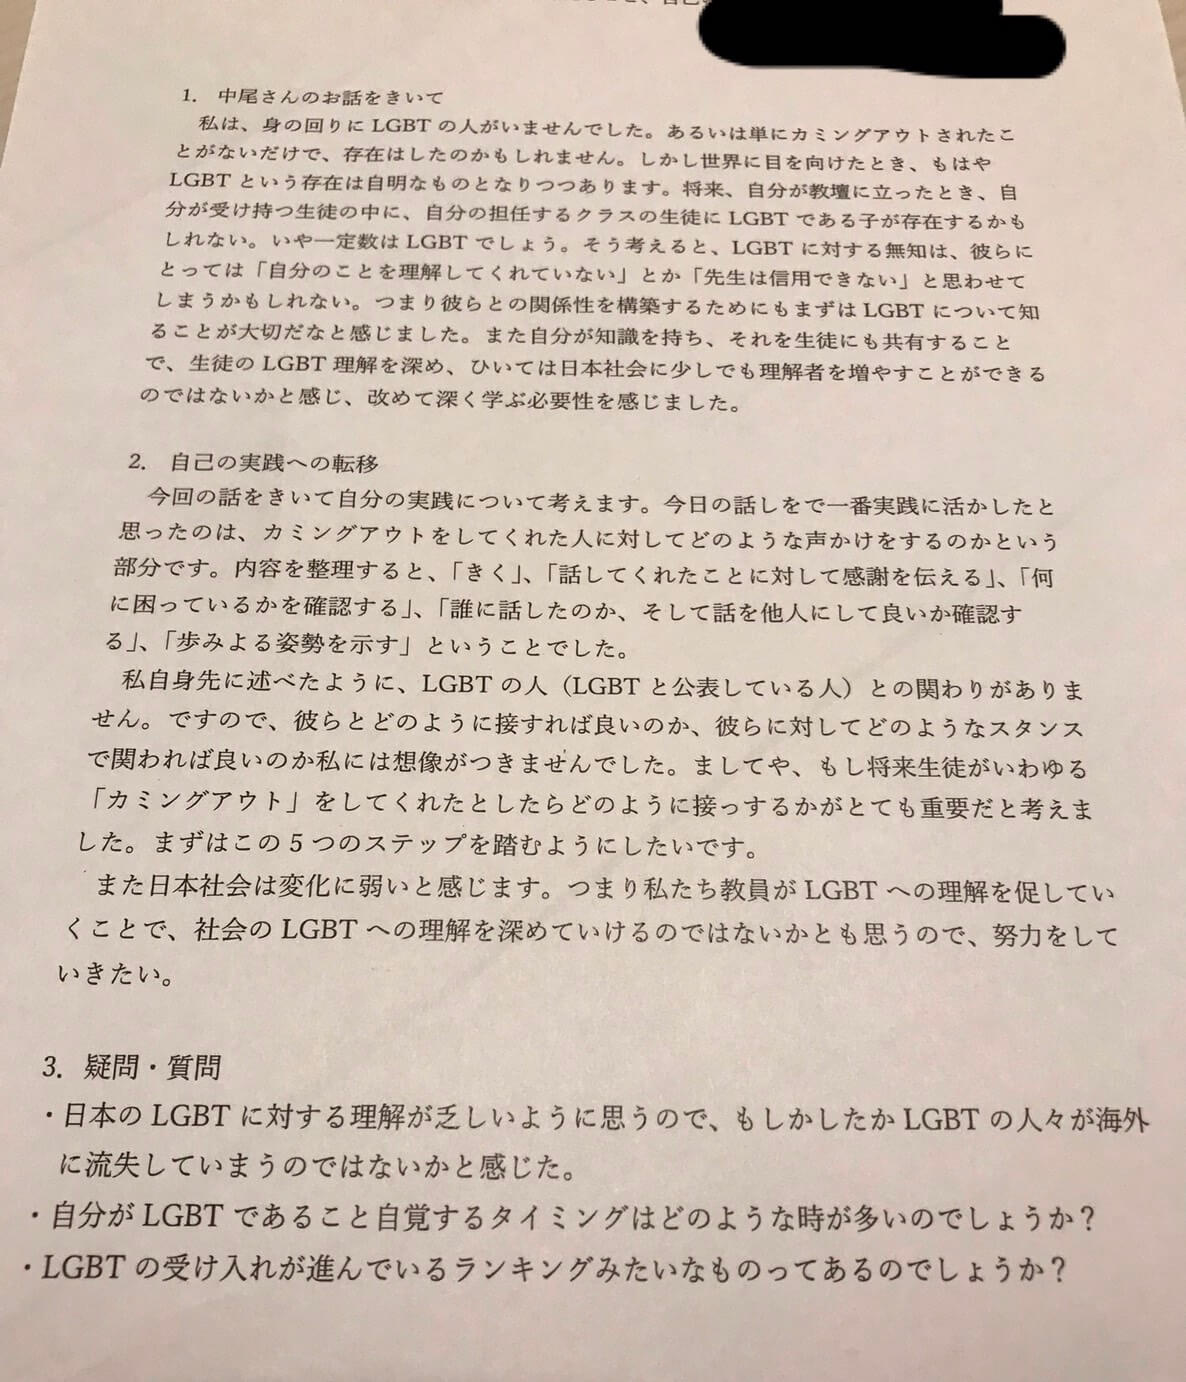 1. 中尾さんのお話をきいて
私は、身の回りに LGBT の人がいませんでした。あるいは単にカミングアウトされたこ
とがないだけで、存在はしたのかもしれません。しかし世界に目を向けたとき、もはや
LGBT という存在は自明なものとなりつつあります。将来、自分が教壇に立ったとき、自
分が受け持つ生徒の中に、自分の担任するクラスの生徒に LGBT である子が存在するかも
しれない。いや一定数は LGBT でしょう。そう考えると、LGBT に対する無知は、彼らに
とっては「自分のことを理解してくれていない」とか「先生は信用できない」と思わせて
しまうかもしれない。つまり彼らとの関係性を構築するためにもまずは LGBT について知
ることが大切だなと感じました。また自分が知識を持ち、それを生徒にも共有すること
で、生徒の LGBT 理解を深め、ひいては日本社会に少しでも理解者を増やすことができる
のではないかと感じ、改めて深く学ぶ必要性を感じました。
2. 自己の実践への転移
今回の話をきいて自分の実践について考えます。今日の話しをで一番実践に活かしたと
思ったのは、カミングアウトをしてくれた人に対してどのような声かけをするのかという
部分です。内容を整理すると、「きく」、「話してくれたことに対して感謝を伝える」、「何
に困っているかを確認する」、「誰に話したのか、そして話を他人にして良いか確認す
る」、「歩みよる姿勢を示す」ということでした。
私自身先に述べたように、LGBT の人（LGBT と公表している人）との関わりがありま
せん。ですので、彼らとどのように接すれば良いのか、彼らに対してどのようなスタンス
で関われば良いのか私には想像がつきませんでした。ましてや、もし将来生徒がいわゆる
「カミングアウト」をしてくれたとしたらどのように接っするかがとても重要だと考えま
した。まずはこの 5 つのステップを踏むようにしたいです。
また日本社会は変化に弱いと感じます。つまり私たち教員が LGBT への理解を促してい
くことで、社会の LGBT への理解を深めていけるのではないかとも思うので、努力をして
いきたい。
3. 疑問・質問
・日本の LGBT に対する理解が乏しいように思うので、もしかしたか LGBT の人々が海外
に流失していまうのではないかと感じた。
・自分が LGBT であること自覚するタイミングはどのような時が多いのでしょうか？
・LGBT の受け入れが進んでいるランキングみたいなものってあるのでしょうか？